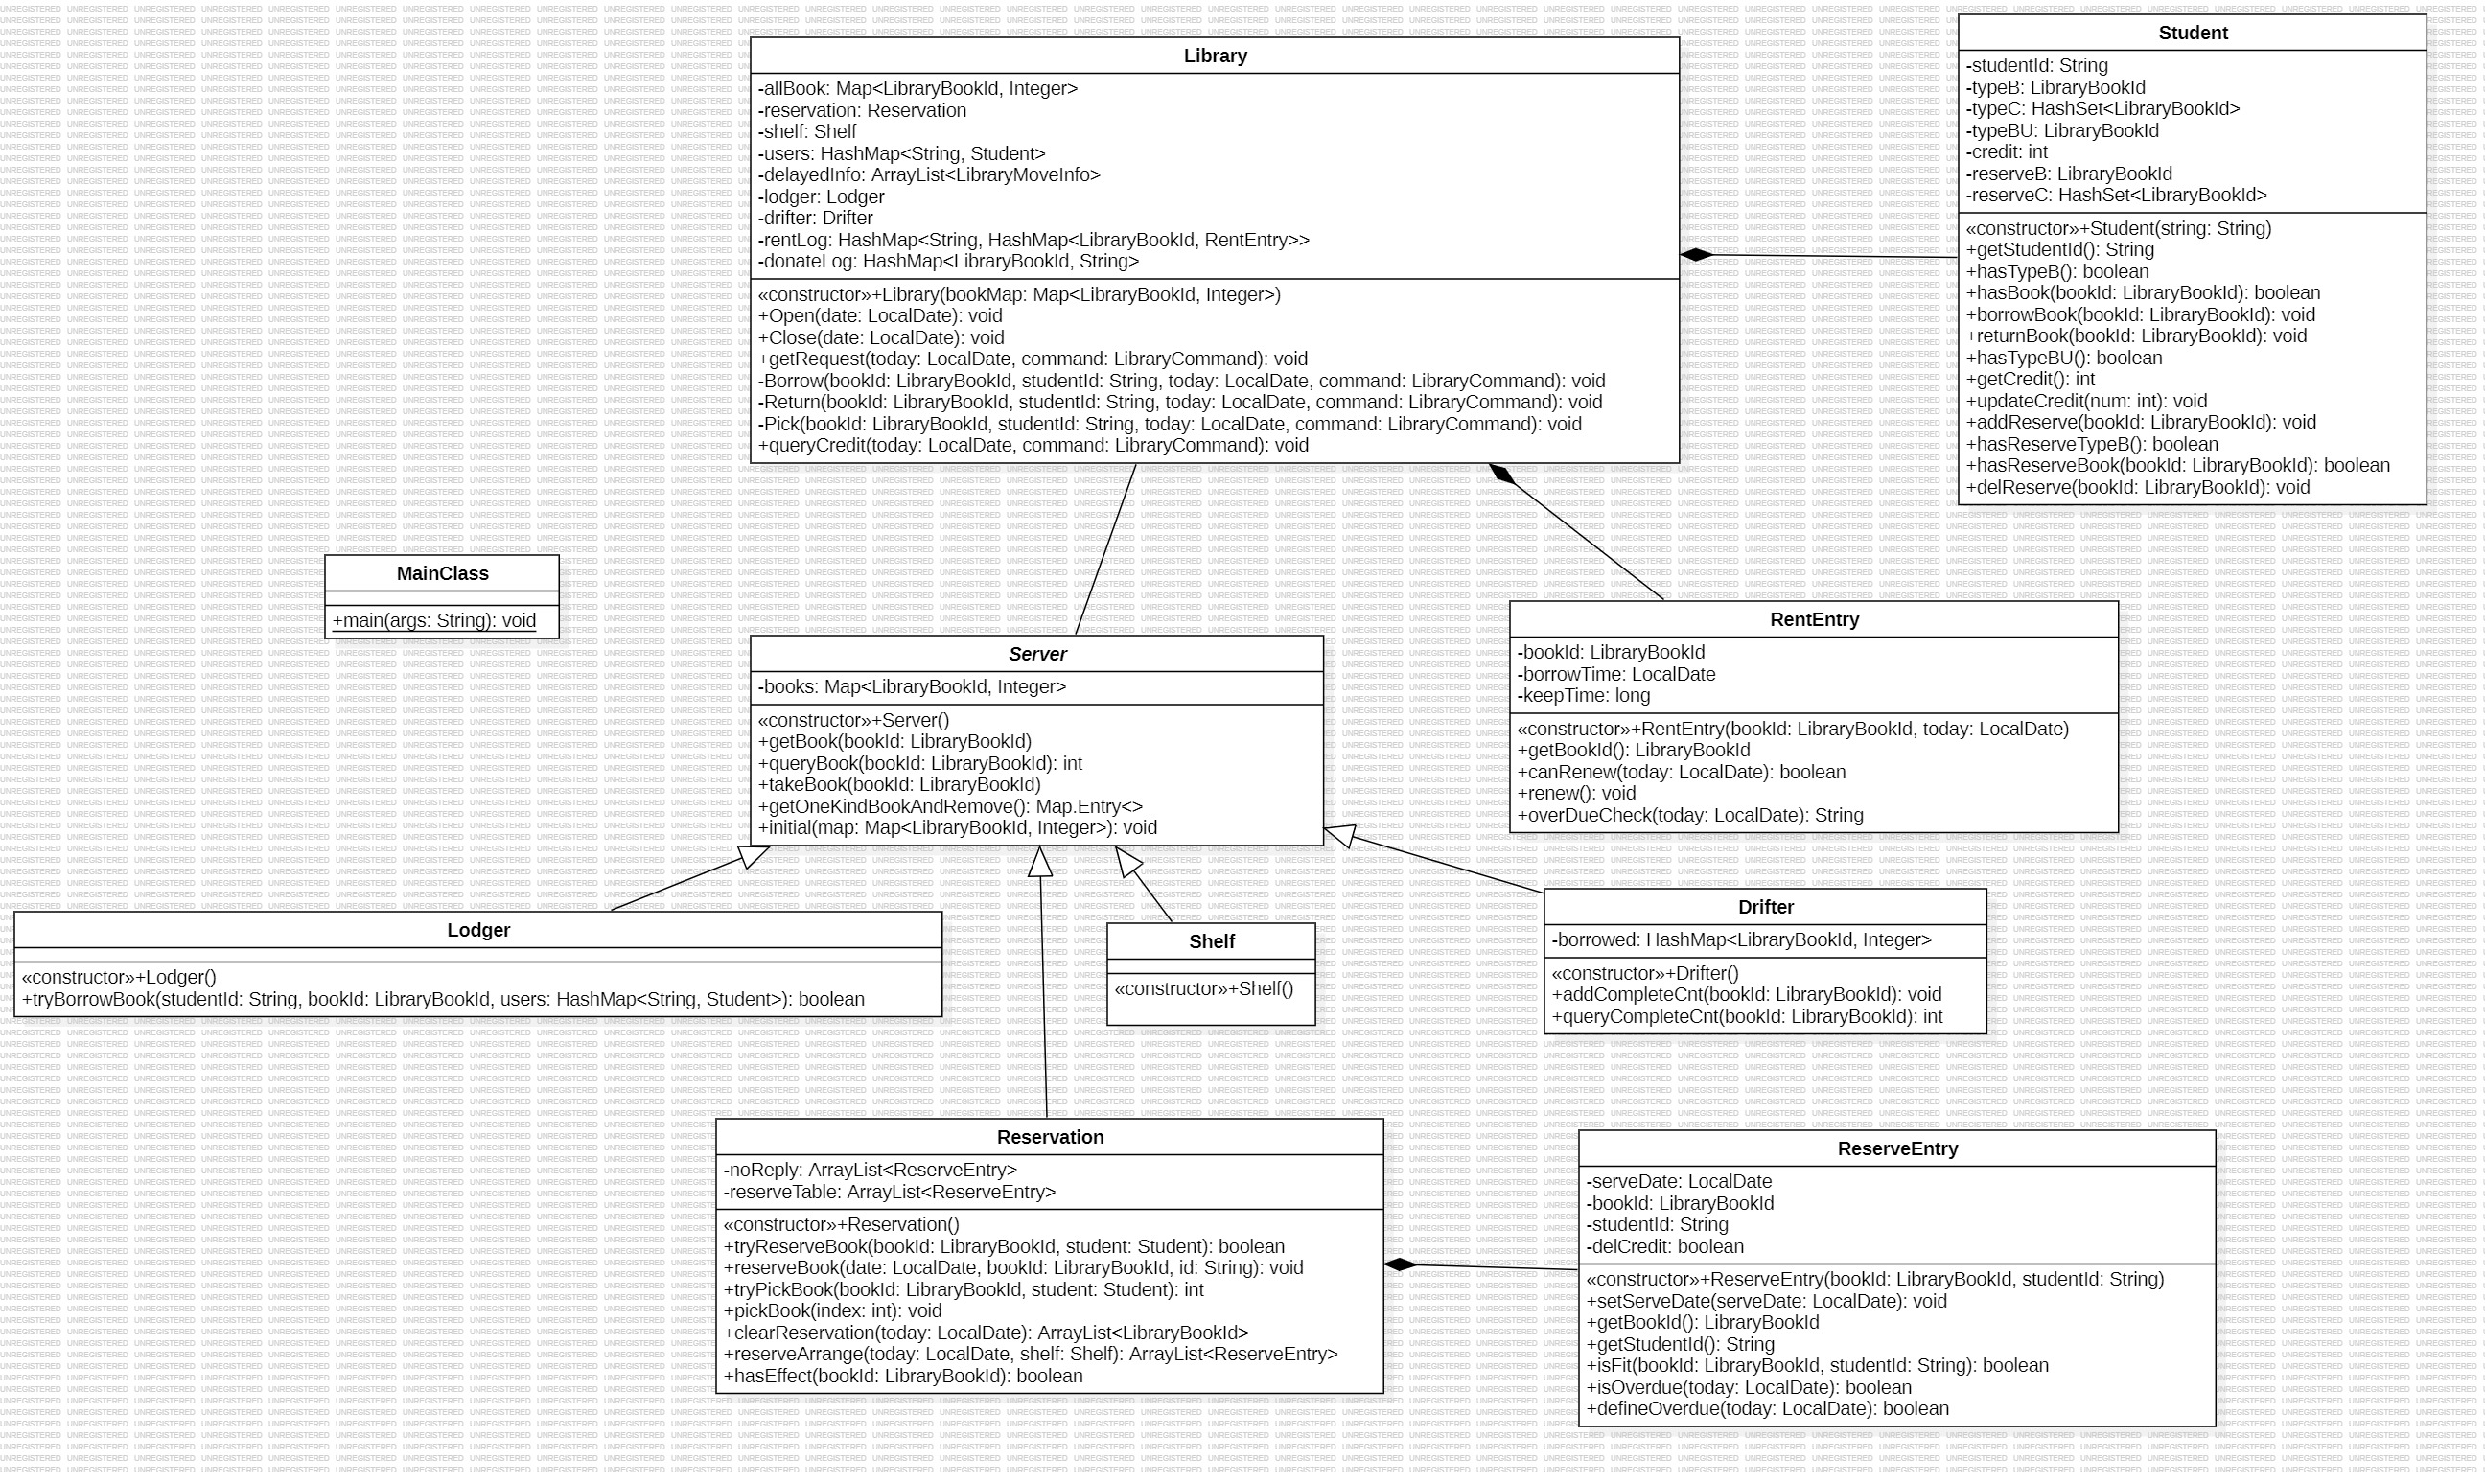 Library
-allBook: Map<LibraryBookId, Integer>
-reservation: Reservation
-shelf: Shelf
-users: HashMap<String, Student>
-delayedInfo: ArrayList<LibraryMoveInfo>
-lodger: Lodger
-drifter: Drifter
-rentLog: HashMap<String, HashMap<LibraryBookId, RentEntry>>
-donateLog: HashMap<LibraryBookId, String>
«constructor»+Library(bookMap: Map<LibraryBookId, Integer>)
+Open(date: LocalDate): void
+Close(date: LocalDate): void
+getRequest(today: LocalDate, command: LibraryCommand): void
-Borrow(bookId: LibraryBookId, studentId: String, today: LocalDate, command: LibraryCommand): void
-Return(bookId: LibraryBookId, studentId: String, today: LocalDate, command: LibraryCommand): void
-Pick(bookId: LibraryBookId, studentId: String, today: LocalDate, command: LibraryCommand): void
+queryCredit(today: LocalDate, command: LibraryCommand): void
Student
-studentId: String
-typeB: LibraryBookId
-typeC: HashSet<LibraryBookId>
-typeBU: LibraryBookId
-credit: int
-reserveB: LibraryBookId
-reserveC: HashSet<LibraryBookId>
«constructor»+Student(string: String)
+getStudentId(): String
+hasTypeB(): boolean
+hasBook(bookId: LibraryBookId): boolean
+borrowBook(bookId: LibraryBookId): void
+returnBook(bookId: LibraryBookId): void
+hasTypeBU(): boolean
+getCredit(): int
+updateCredit(num: int): void
+addReserve(bookId: LibraryBookId): void
+hasReserveTypeB(): boolean
+hasReserveBook(bookId: LibraryBookId): boolean
+delReserve(bookId: LibraryBookId): void
MainClass
+main(args: String): void
Server
-books: Map<LibraryBookId, Integer>
«constructor»+Server()
+getBook(bookId: LibraryBookId)
+queryBook(bookId: LibraryBookId): int
+takeBook(bookId: LibraryBookId)
+getOneKindBookAndRemove(): Map.Entry<>
+initial(map: Map<LibraryBookId, Integer>): void
RentEntry
-bookId: LibraryBookId
-borrowTime: LocalDate
-keepTime: long
«constructor»+RentEntry(bookId: LibraryBookId, today: LocalDate)
+getBookId(): LibraryBookId
+canRenew(today: LocalDate): boolean
+renew(): void
+overDueCheck(today: LocalDate): String
Lodger
«constructor»+Lodger()
+tryBorrowBook(studentId: String, bookId: LibraryBookId, users: HashMap<String, Student>): boolean
Shelf
«constructor»+Shelf()
Drifter
-borrowed: HashMap<LibraryBookId, Integer>
«constructor»+Drifter()
+addCompleteCnt(bookId: LibraryBookId): void
+queryCompleteCnt(bookId: LibraryBookId): int
Reservation
-noReply: ArrayList<ReserveEntry>
-reserveTable: ArrayList<ReserveEntry>
«constructor»+Reservation()
+tryReserveBook(bookId: LibraryBookId, student: Student): boolean
+reserveBook(date: LocalDate, bookId: LibraryBookId, id: String): void
+tryPickBook(bookId: LibraryBookId, student: Student): int
+pickBook(index: int): void
+clearReservation(today: LocalDate): ArrayList<LibraryBookId>
+reserveArrange(today: LocalDate, shelf: Shelf): ArrayList<ReserveEntry>
+hasEffect(bookId: LibraryBookId): boolean
ReserveEntry
-serveDate: LocalDate
-bookId: LibraryBookId
-studentId: String
-delCredit: boolean
«constructor»+ReserveEntry(bookId: LibraryBookId, studentId: String)
+setServeDate(serveDate: LocalDate): void
+getBookId(): LibraryBookId
+getStudentId(): String
+isFit(bookId: LibraryBookId, studentId: String): boolean
+isOverdue(today: LocalDate): boolean
+defineOverdue(today: LocalDate): boolean
UNREGISTERED